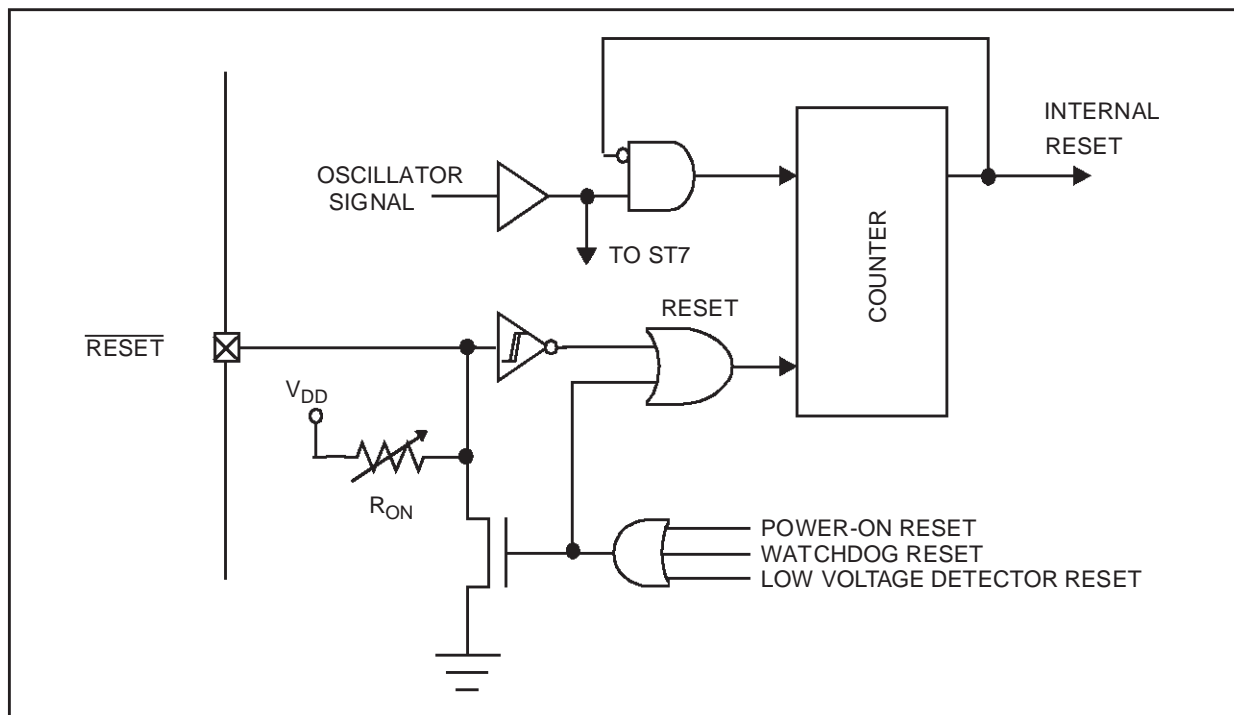 INTERNAL
RESET
OSCILLATOR
SIGNAL
TO ST7
COUNTER
RESET
RESET
VDD
RON
POWER-ON RESET
WATCHDOG RESET
LOW VOLTAGE DETECTOR RESET